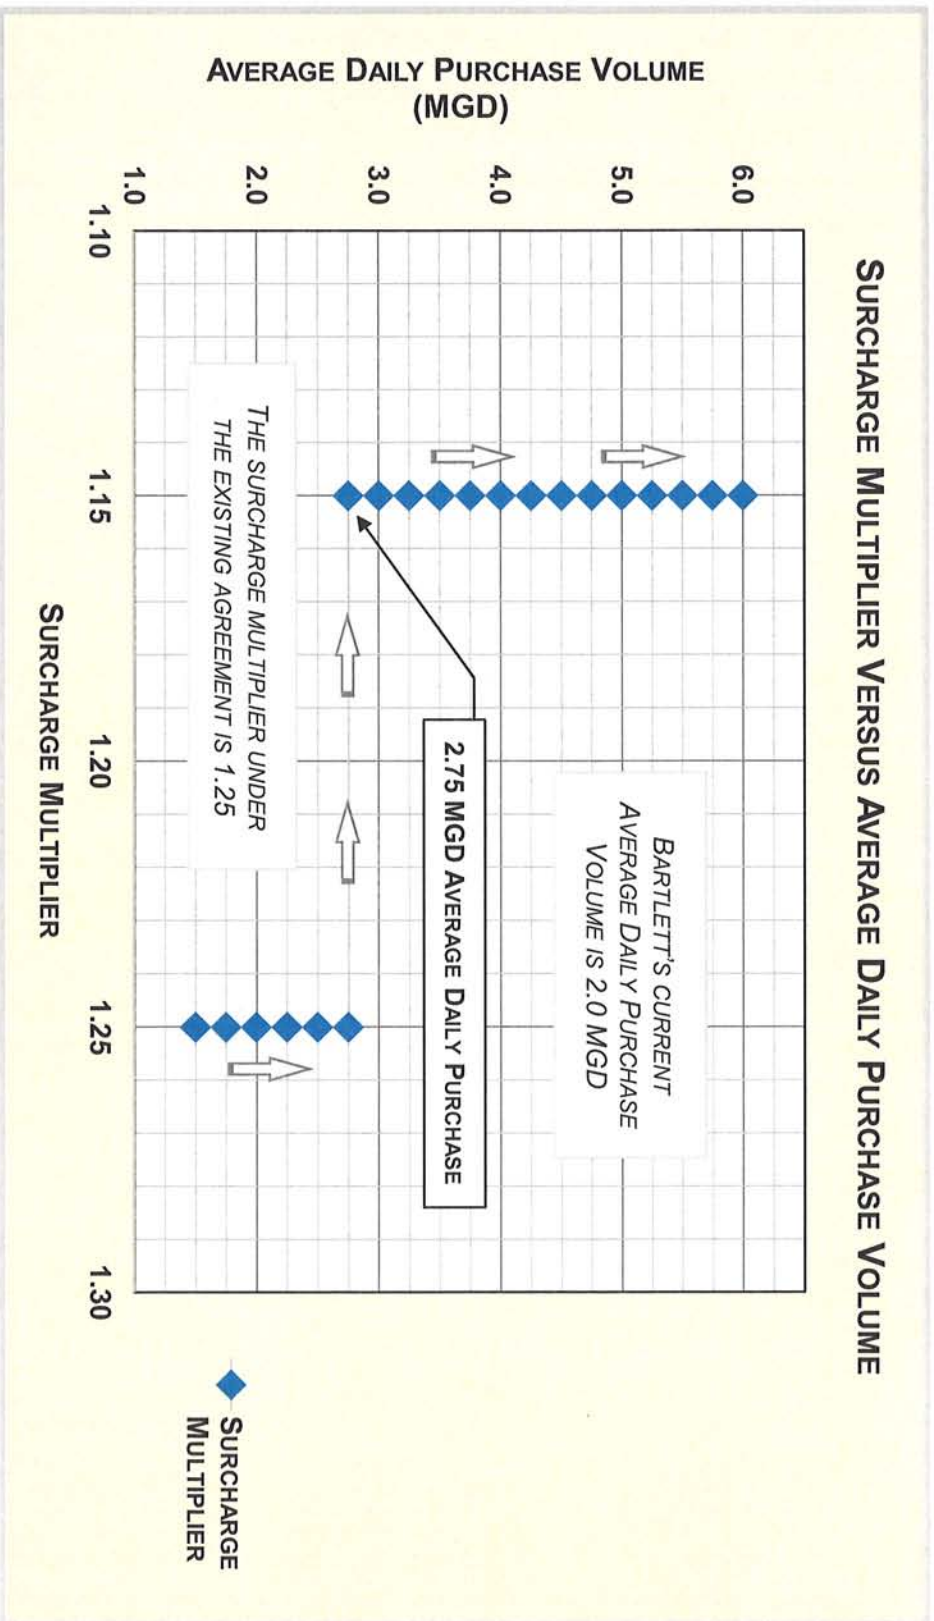 SURCHARGE MULTIPLIER VERSUS AVERAGE DAILY PURCHASE VOLUME
AVERAGE DAILY PURCHASE VOLUME
(MGD)
6.0
5.0
4.0
3.0
2.0
1.0
BARTLETT'S CURRENT
AVERAGE DAILY PURCHASE
VOLUME IS 2.0 MGD
2.75 MGD AVERAGE DAILY PURCHASE
THE SURCHARGE MULTIPLIER UNDER
THE EXISTING AGREEMENT IS 1.25
1.10
1.15
1.20
1.25
1.30
SURCHARGE MULTIPLIER
SURCHARGE
MULTIPLIER